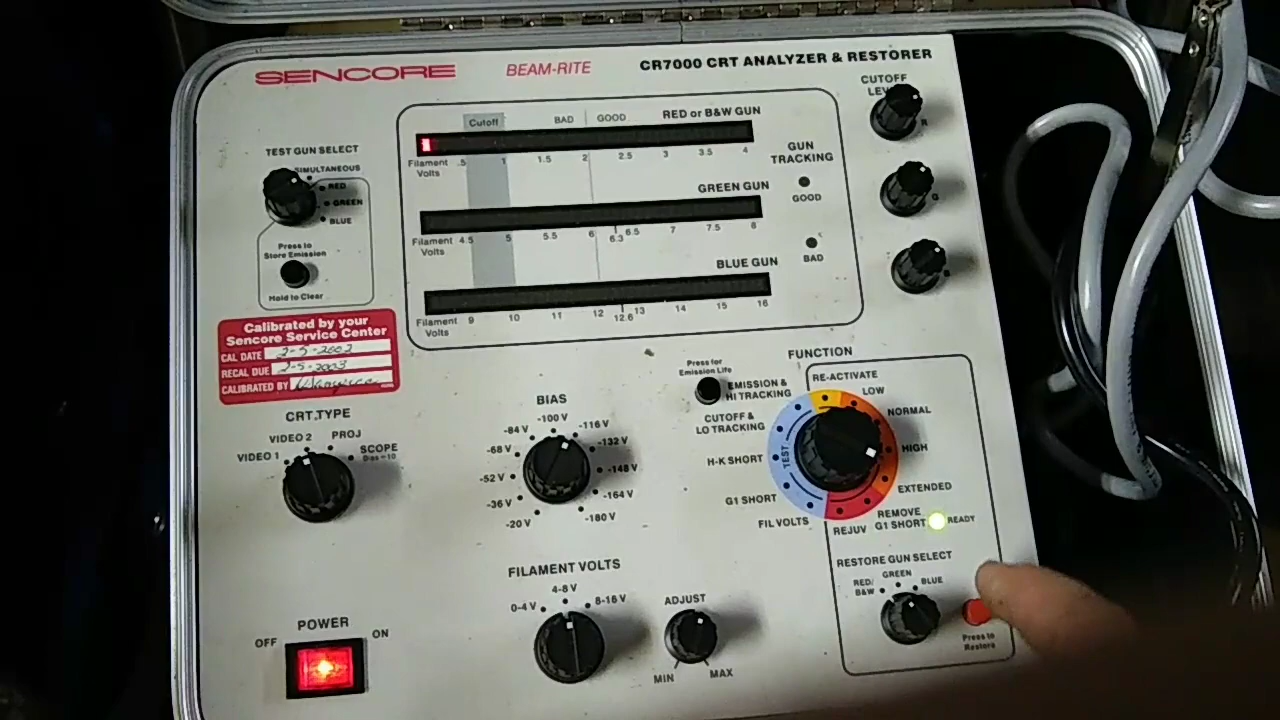 SENCORE
BEAM-RITE
CR7000 CRT ANALYZER & RESTORER
CUTOFF
R
G
TEST GUN SELECT
SIMULTANEOUS
RED
GREEN
BLUE
Press to
Store Emission
Hold to Clear
Cutoff
BAD
GOOD
RED or B&W GUN
Filament
Volts
.5 1 1.5 2 2.5 3 3.5 4
GREEN GUN
Filament
Volts
4.5 5 5.5 6 6.3 6.5 7 7.5 8
BLUE GUN
Filament
Volts
9 10 11 12 12.6 13 14 15 16
GUN
TRACKING
GOOD
BAD
Calibrated by your
Sencore Service Center
CAL DATE 2-5-2002
RECAL DUE 2-5-2003
CALIBRATED BY
CRT.TYPE
VIDEO 1
VIDEO 2
PROJ
SCOPE
Bias=10
BIAS
-20 V
-36 V
-52 V
-68 V
-84 V
-100 V
-116 V
-132 V
-148 V
-164 V
-180 V
Press for
Emission Life
FUNCTION
EMISSION &
HI TRACKING
CUTOFF &
LO TRACKING
H-K SHORT
G1 SHORT
FIL VOLTS
TEST
RE-ACTIVATE
LOW
NORMAL
HIGH
EXTENDED
REMOVE
G1 SHORT
REJUV
READY
RESTORE GUN SELECT
RED/
B&W
GREEN
BLUE
Press to
Restore
FILAMENT VOLTS
0-4 V
4-8 V
8-16 V
ADJUST
MIN
MAX
POWER
OFF
ON